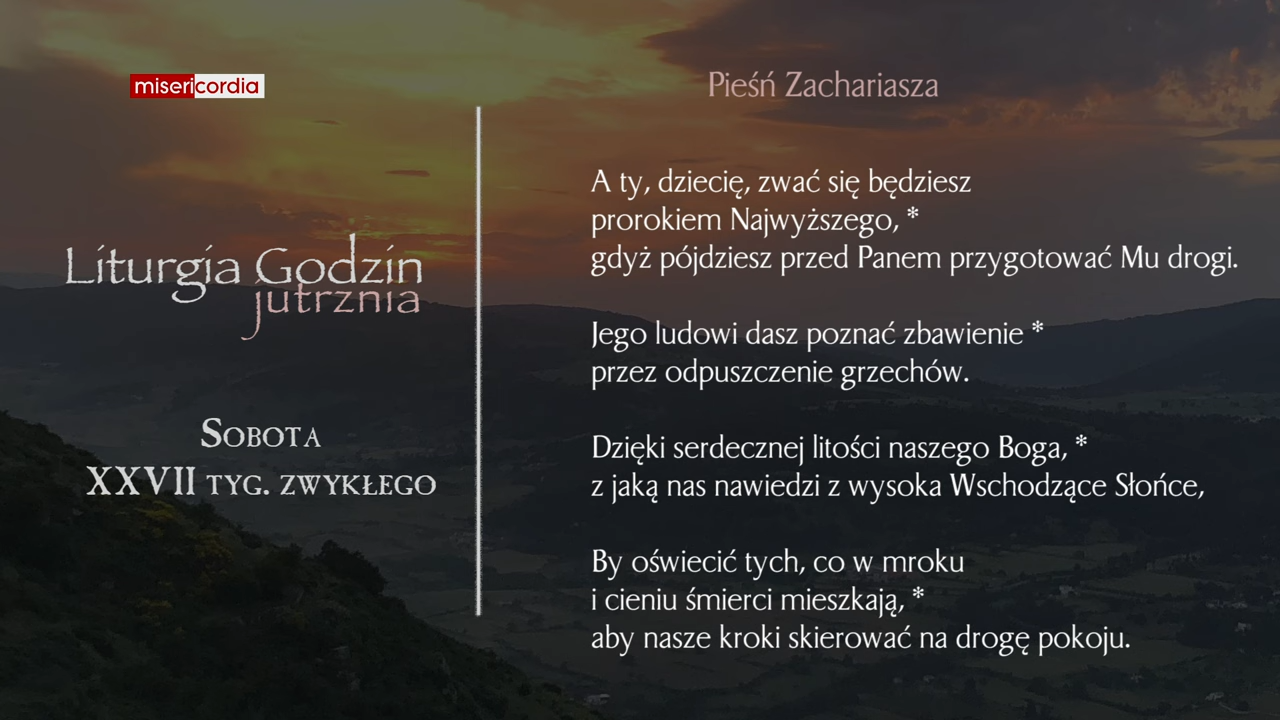 misericordia
Liturgia Godzin
jutrznia
Sobota
XXVII tyg. zwykłego
Pieśń Zachariasza
A ty, dziecię, zwać się będziesz
prorokiem Najwyższego, *
gdyż pójdziesz przed Panem przygotować Mu drogi.
Jego ludowi dasz poznać zbawienie *
przez odpuszczenie grzechów.
Dzięki serdecznej litości naszego Boga, *
z jaką nas nawiedzi z wysoka Wschodzące Słońce,
By oświecić tych, co w mroku
i cieniu śmierci mieszkają, *
aby nasze kroki skierować na drogę pokoju.